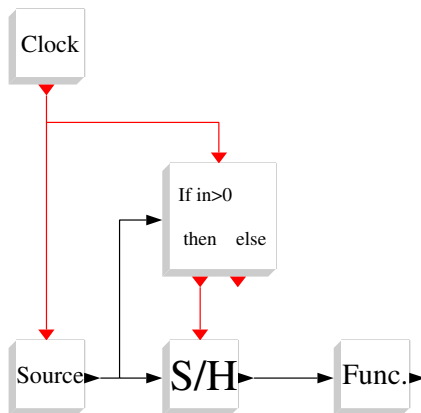 Clock
If in>0
then else
Source
S/H
Func.